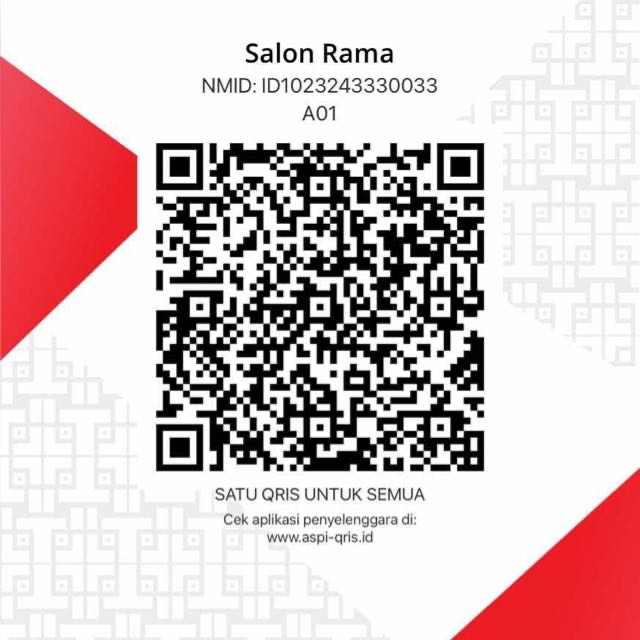 Salon Rama
NMID: ID1023243330033
A01
SATU QRIS UNTUK SEMUA
Cek aplikasi penyelenggara di:
www.aspi-qris.id